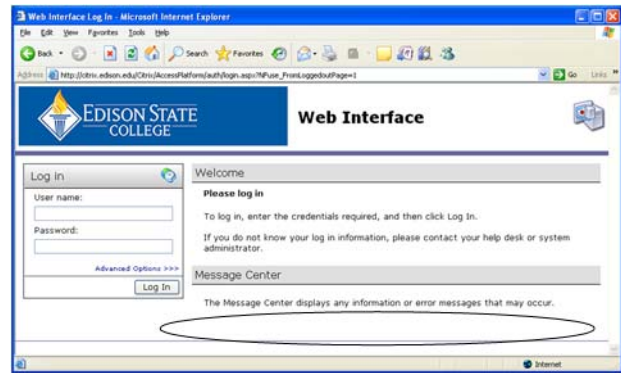 Web Interface Log In - Microsoft Internet Explorer
File Edit View Favorites Tools Help
Back Search Favorites
Address http://citrix.edison.edu/Citrix/AccessPlatform/auth/login.aspx?NFuse_FromLoggedoutPage=1 Go Links »
EDISON STATE
COLLEGE
Web Interface
Log In
User name:
Password:
Advanced Options >>>
Log In
Welcome
Please log in
To log in, enter the credentials required, and then click Log In.
If you do not know your log in information, please contact your help desk or system
administrator.
Message Center
The Message Center displays any information or error messages that may occur.
Internet